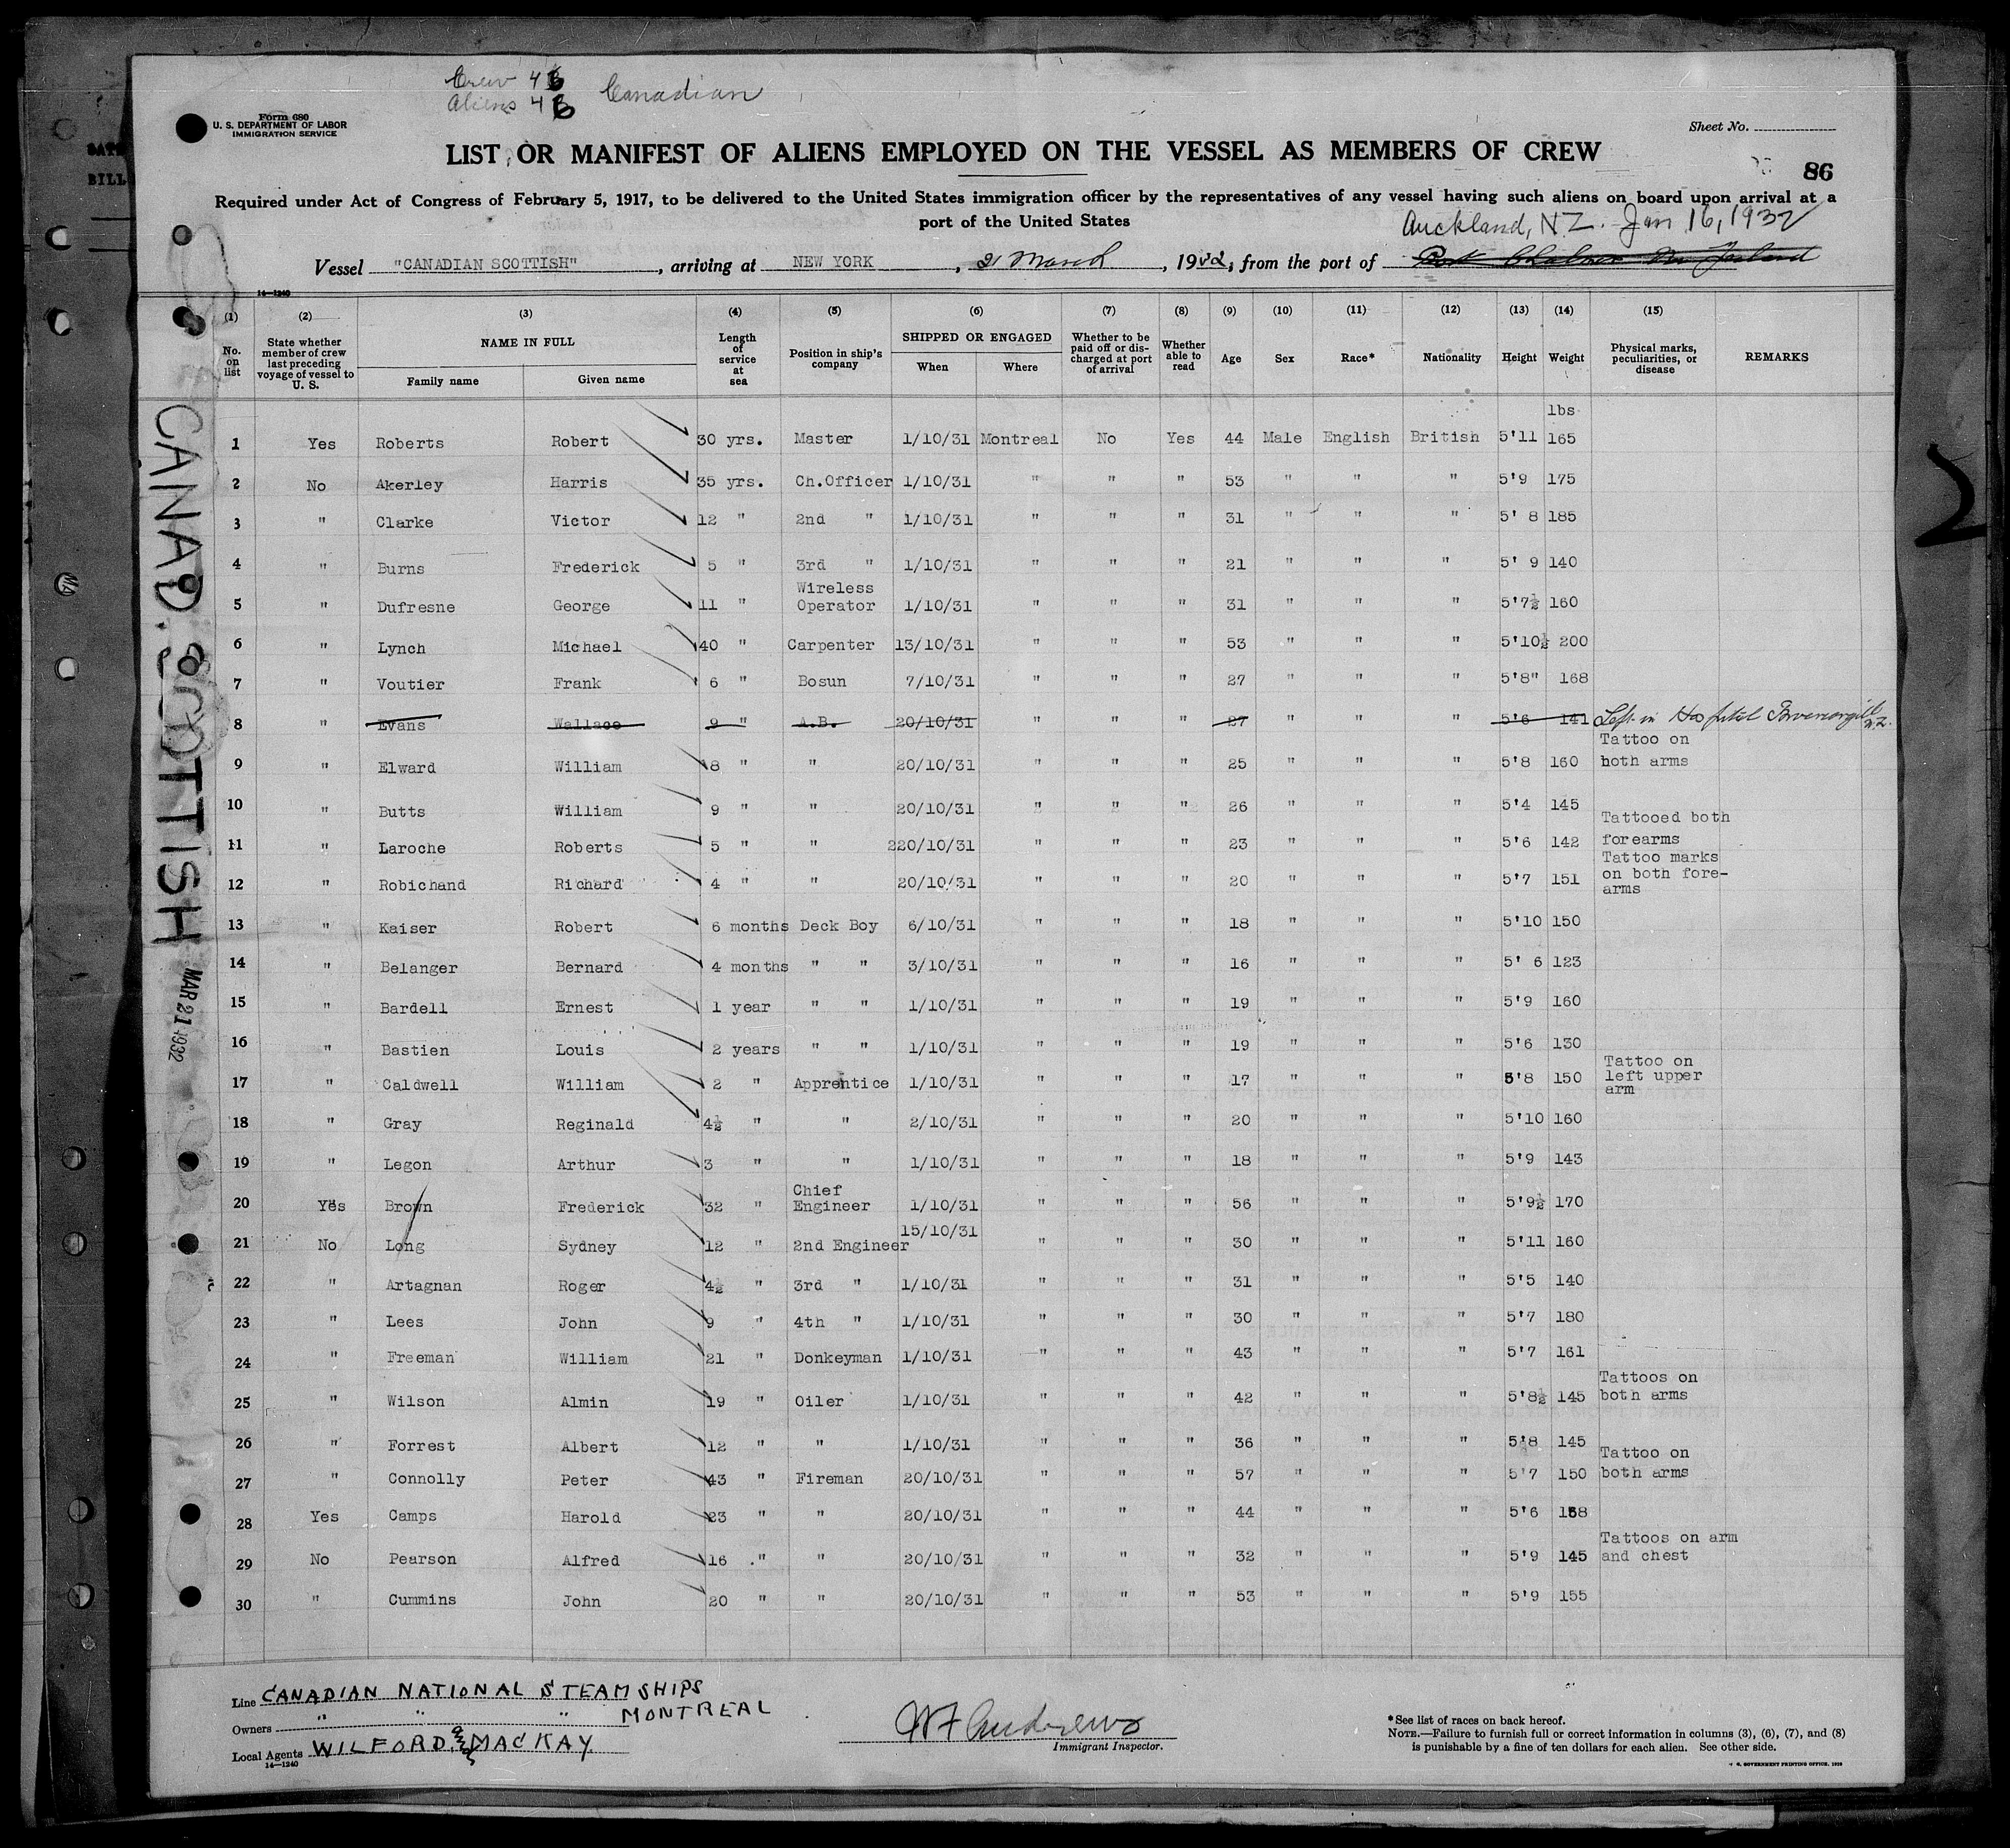 Crew 4
Aliens 4
Canadian
Form 680
U. S. DEPARTMENT OF LABOR
IMMIGRATION SERVICE
Sheet No.
LIST OR MANIFEST OF ALIENS EMPLOYED ON THE VESSEL AS MEMBERS OF CREW
86
Required under Act of Congress of February 5, 1917, to be delivered to the United States immigration officer by the representatives of any vessel having such aliens on board upon arrival at a
port of the United States
Auckland, N Z. Jan 16, 1932
Vessel "CANADIAN SCOTTISH", arriving at NEW YORK, 21 March, 1932, from the port of
14—1240
(1) (2) (3) (4) (5) (6) (7) (8) (9) (10) (11) (12) (13) (14) (15)
No. on list State whether member of crew last preceding voyage of vessel to U. S. NAME IN FULL Family name Given name Length of service at sea Position in ship's company SHIPPED OR ENGAGED When Where Whether to be paid off or discharged at port of arrival Whether able to read Age Sex Race* Nationality Height Weight Physical marks, peculiarities, or disease REMARKS
lbs
1 Yes Roberts Robert 30 yrs. Master 1/10/31 Montreal No Yes 44 Male English British 5'11 165
2 No Akerley Harris 35 yrs. Ch.Officer 1/10/31 " " " 53 " " " 5'9 175
3 " Clarke Victor 12 " 2nd " 1/10/31 " " " 31 " " " 5' 8 185
4 " Burns Frederick 5 " 3rd " 1/10/31 " " " 21 " " " 5' 9 140
5 " Dufresne George 11 " Wireless Operator 1/10/31 " " " 31 " " " 5'7½ 160
6 " Lynch Michael 40 " Carpenter 13/10/31 " " " 53 " " " 5'10½ 200
7 " Voutier Frank 6 " Bosun 7/10/31 " " " 27 " " " 5'8" 168
8 " Evans Wallace 9 " A.B. 20/10/31 " " " 27 " " " 5'6 141 Left in Hospital Invercargill N.Z.
9 " Elward William 8 " " 20/10/31 " " " 25 " " " 5'8 160 Tattoo on both arms
10 " Butts William 9 " " 20/10/31 " " " 26 " " " 5'4 145
11 " Laroche Roberts 5 " " 220/10/31 " " " 23 " " " 5'6 142 Tattooed both forearms
12 " Robichand Richard 4 " " 20/10/31 " " " 20 " " " 5'7 151 Tattoo marks on both fore-arms
13 " Kaiser Robert 6 months Deck Boy 6/10/31 " " " 18 " " " 5'10 150
14 " Belanger Bernard 4 months " " 3/10/31 " " " 16 " " " 5' 6 123
15 " Bardell Ernest 1 year " " 1/10/31 " " " 19 " " " 5'9 160
16 " Bastien Louis 2 years " " 1/10/31 " " " 19 " " " 5'6 130
17 " Caldwell William 2 " Apprentice 1/10/31 " " " 17 " " " 5'8 150 Tattoo on left upper arm
18 " Gray Reginald 4½ " " 2/10/31 " " " 20 " " " 5'10 160
19 " Legon Arthur 3 " " 1/10/31 " " " 18 " " " 5'9 143
20 Yes Brown Frederick 32 " Chief Engineer 1/10/31 " " " 56 " " " 5'9½ 170
21 No Long Sydney 12 " 2nd Engineer 15/10/31 " " " 30 " " " 5'11 160
22 " Artagnan Roger 4½ " 3rd " 1/10/31 " " " 31 " " " 5'5 140
23 " Lees John 9 " 4th " 1/10/31 " " " 30 " " " 5'7 180
24 " Freeman William 21 " Donkeyman 1/10/31 " " " 43 " " " 5'7 161
25 " Wilson Almin 19 " Oiler 1/10/31 " " " 42 " " " 5'8½ 145 Tattoos on both arms
26 " Forrest Albert 12 " " 1/10/31 " " " 36 " " " 5'8 145
27 " Connolly Peter 43 " Fireman 20/10/31 " " " 57 " " " 5'7 150 Tattoo on both arms
28 Yes Camps Harold 23 " " 20/10/31 " " " 44 " " " 5'6 158
29 No Pearson Alfred 16 " " 20/10/31 " " " 32 " " " 5'9 145 Tattoos on arm and chest
30 " Cummins John 20 " " 20/10/31 " " " 53 " " " 5'9 155
CANAD. SCOTTISH
MAR 21 1932
Line CANADIAN NATIONAL STEAMSHIPS
Owners " " " MONTREAL
Local Agents WILFORD & MACKAY.
14—1240
W F Andrews
Immigrant Inspector.
*See list of races on back hereof.
NOTE.—Failure to furnish full or correct information in columns (3), (6), (7), and (8)
is punishable by a fine of ten dollars for each alien. See other side.
GOVERNMENT PRINTING OFFICE
BILL